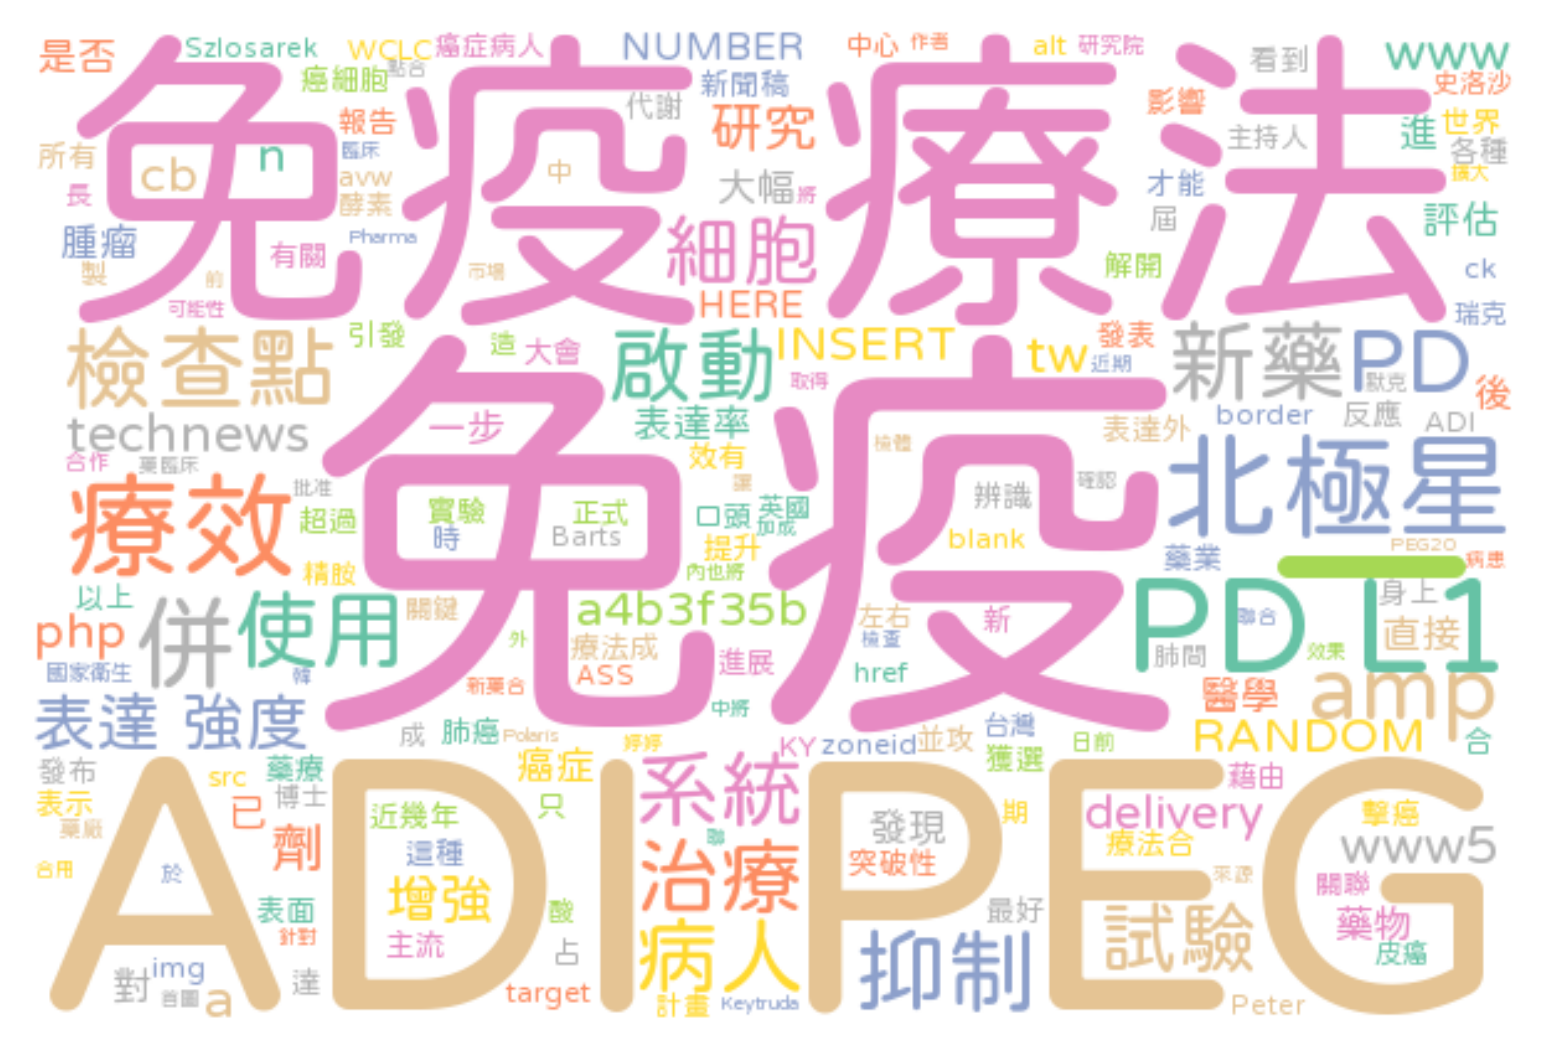 是否 Szlosarek WCLC 癌症病人 NUMBER 中心 作者 alt 研究院 看到 www
癌細胞 點合 新聞稿 史洛沙
免疫療法
代謝 影響
報告 研究 主持人 進 世界
所有 cb n 臨床 各種
長 avw 中 大幅 將 才能 擴大
酵素 屆 評估
腫瘤 有關 Pharma 細胞
製 前 市場 解開 ck
可能性 HERE 瑞克
檢查點 引發 造 大會 啟動 INSERT tw 近期 發表 新藥 PD
取得 默克 後
technews 一步 表達率 表達外 border 反應 ADI
合作 藥臨床 效有 檢體
免疫
北極星
療效 批准 超過 實驗 時 正式 Barts 口頭 英國 加成 辨識 確認
提升 blank PEG20
精胺 內也將 藥業 病患
以上 併 使用 關鍵 a4b3f35b 左右 新 PD L1 聯合 身上
php 外 療法成 檢查 肺間 效果 直接
國家衛生 韓 新藥合 ASS 進展 href
表達 強度 中將 醫學 amp
成 肺癌 Polaris 婷婷 KY zoneid 並攻 台灣 日前 RANDOM 合
發布 src 藥療 癌症 系統 獲選 藉由
ADI PEG
表示 已 博士 近幾年 只 發現 期 delivery 擊癌
藥廠 劑 這種 聯 突破性 療法合 www5
台用 於 治療 來源 關聯
表面 增強 酸 最好 試驗 藥物
針對 主流 占 病人 抑制 皮癌
對 img 首圖 a 達 target 計畫 Keytruda Peter